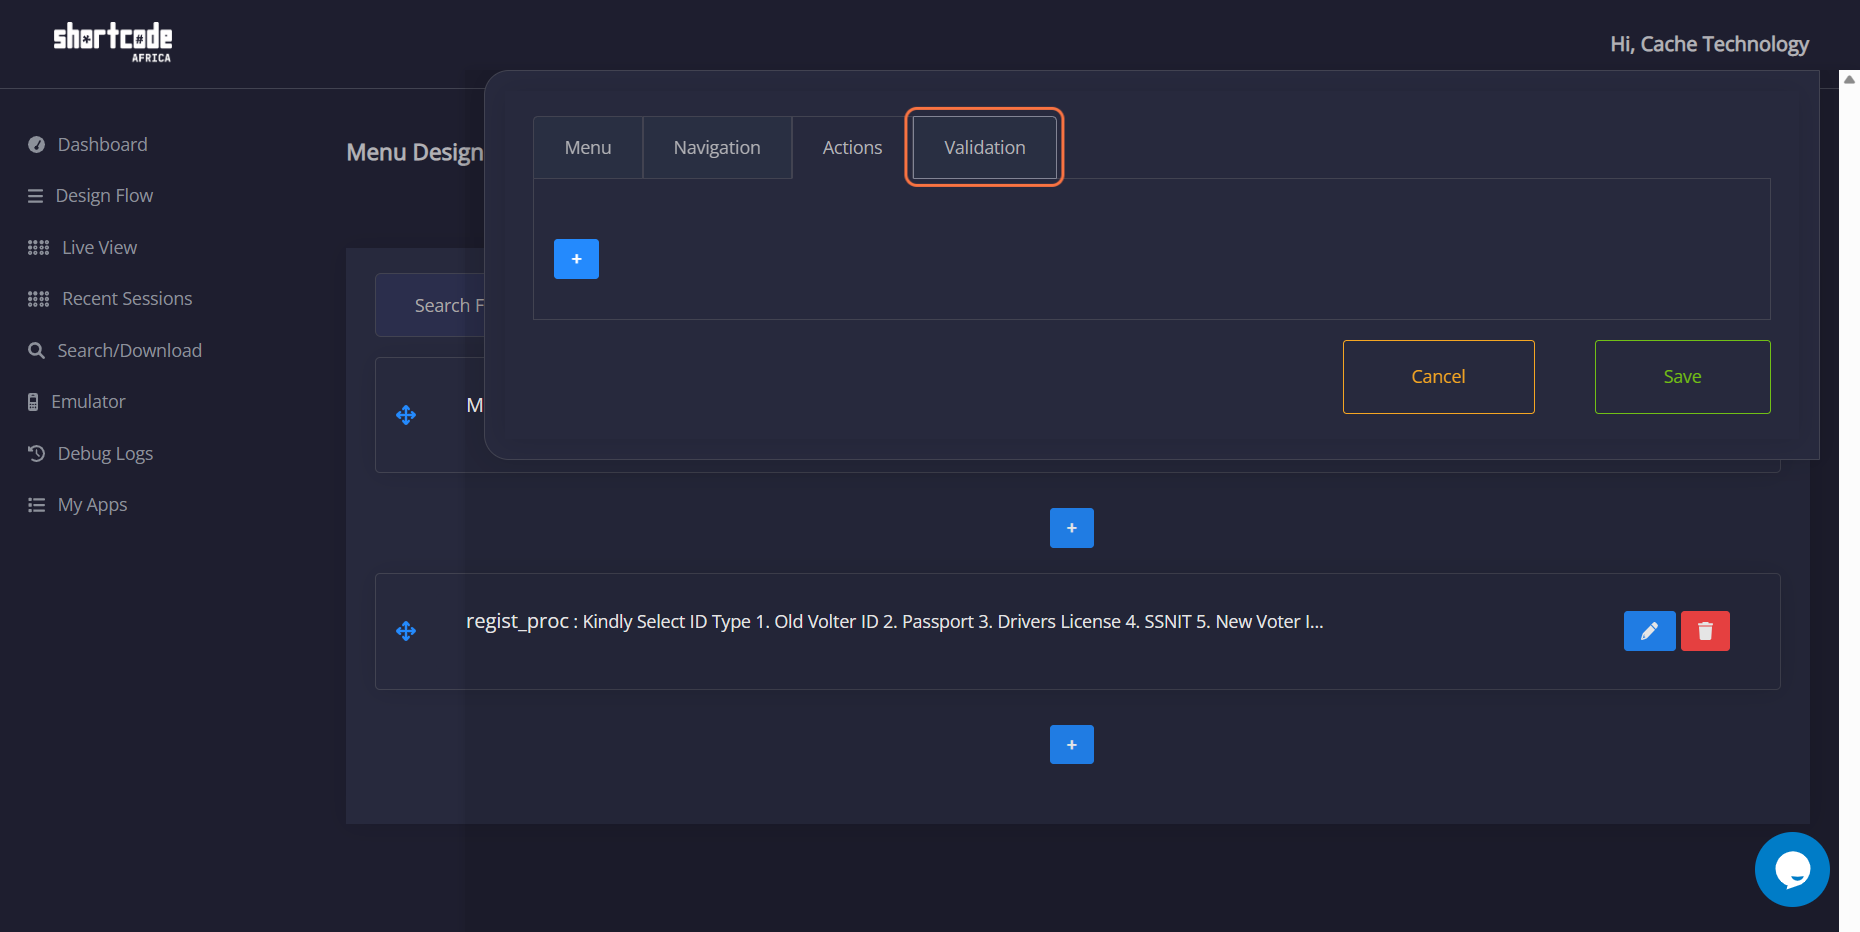 shortcode
AFRICA
Hi, Cache Technology
Dashboard
Design Flow
Live View
Recent Sessions
Search/Download
Emulator
Debug Logs
My Apps
Menu Design
Menu
Navigation
Actions
Validation
+
Cancel
Save
Search F
M
+
regist_proc : Kindly Select ID Type 1. Old Volter ID 2. Passport 3. Drivers License 4. SSNIT 5. New Voter I...
+